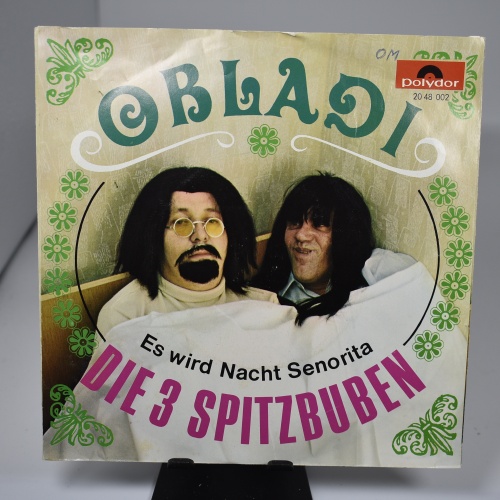 OM
Polydor
20 48 002
OBLADI
Es wird Nacht Senorita
DIE 3 SPITZBUBEN